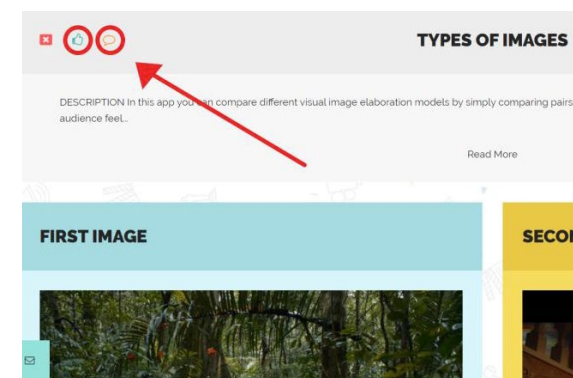 TYPES OF IMAGES
DESCRIPTION In this app you can compare different visual image elaboration models by simply comparing pairs
audience feel...
Read More
FIRST IMAGE
SECO